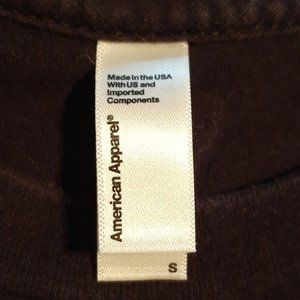 Made in the USA
With US and
Imported
Components
American Apparel®
S